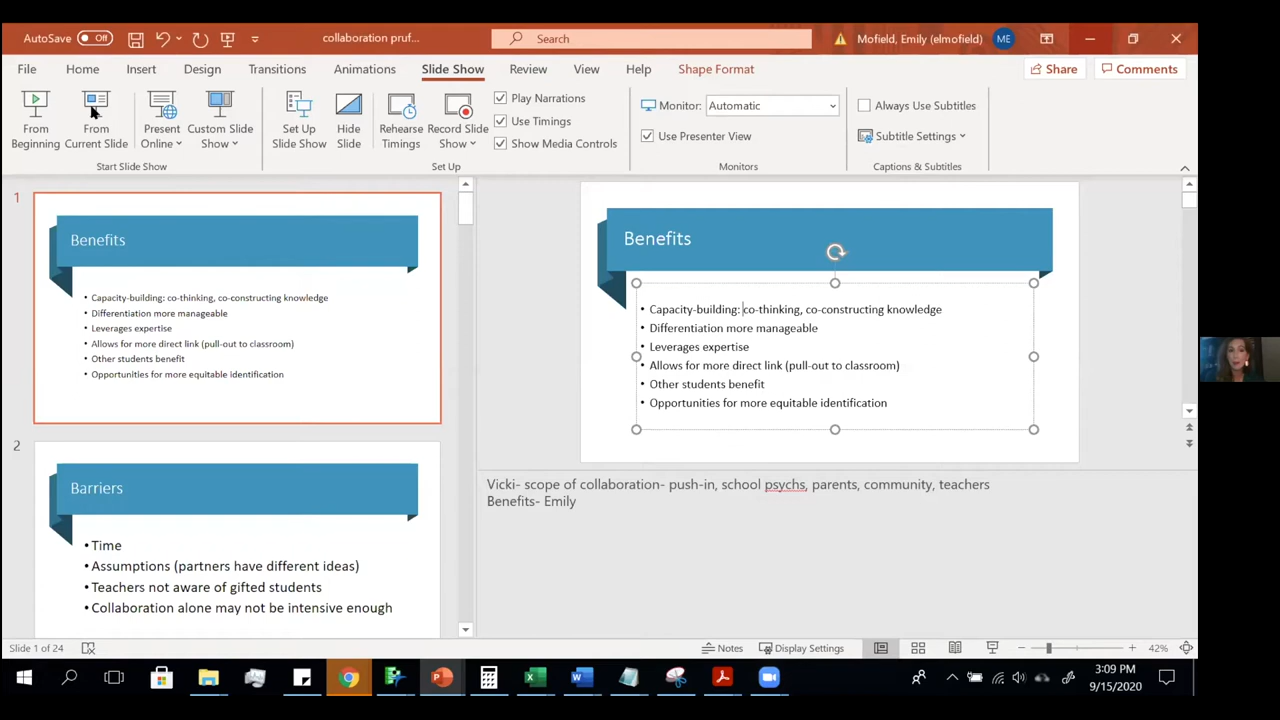 AutoSave Off
collaboration pruf...
Search
Mofield, Emily (elmofield) ME
File Home Insert Design Transitions Animations Slide Show Review View Help Shape Format Share Comments
From Beginning
From Current Slide
Present Online
Custom Slide Show
Start Slide Show
Set Up Slide Show
Hide Slide
Rehearse Timings
Record Slide Show
Play Narrations
Use Timings
Show Media Controls
Set Up
Monitor: Automatic
Use Presenter View
Monitors
Always Use Subtitles
Subtitle Settings
Captions & Subtitles
1
Benefits
• Capacity-building: co-thinking, co-constructing knowledge
• Differentiation more manageable
• Leverages expertise
• Allows for more direct link (pull-out to classroom)
• Other students benefit
• Opportunities for more equitable identification
2
Barriers
• Time
• Assumptions (partners have different ideas)
• Teachers not aware of gifted students
• Collaboration alone may not be intensive enough
Benefits
• Capacity-building: co-thinking, co-constructing knowledge
• Differentiation more manageable
• Leverages expertise
• Allows for more direct link (pull-out to classroom)
• Other students benefit
• Opportunities for more equitable identification
Vicki- scope of collaboration- push-in, school psychs, parents, community, teachers
Benefits- Emily
Slide 1 of 24
Notes
Display Settings
42%
3:09 PM
9/15/2020